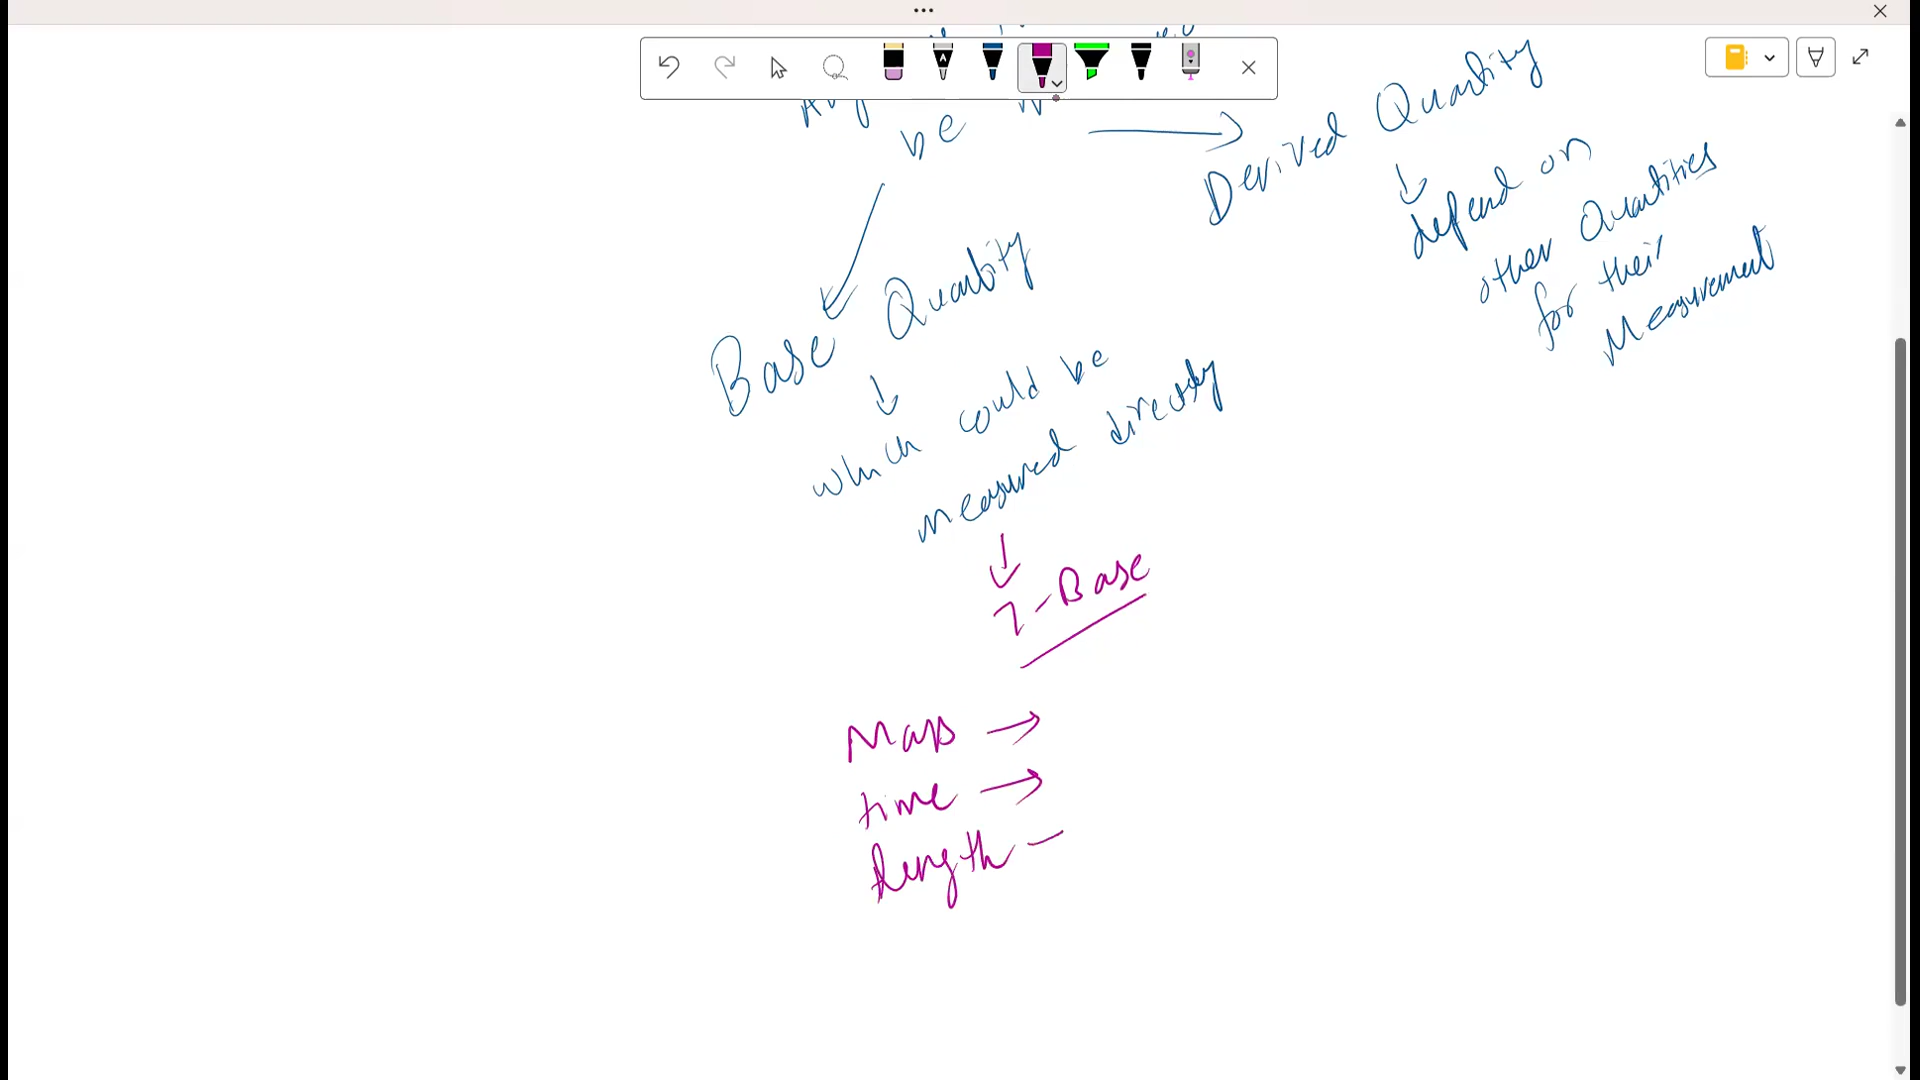 be
Derived Quantity
depend on
other Quantities
for their
Measurement
Base Quantity
which could be
measured directly
7-Base
Mass
time
length